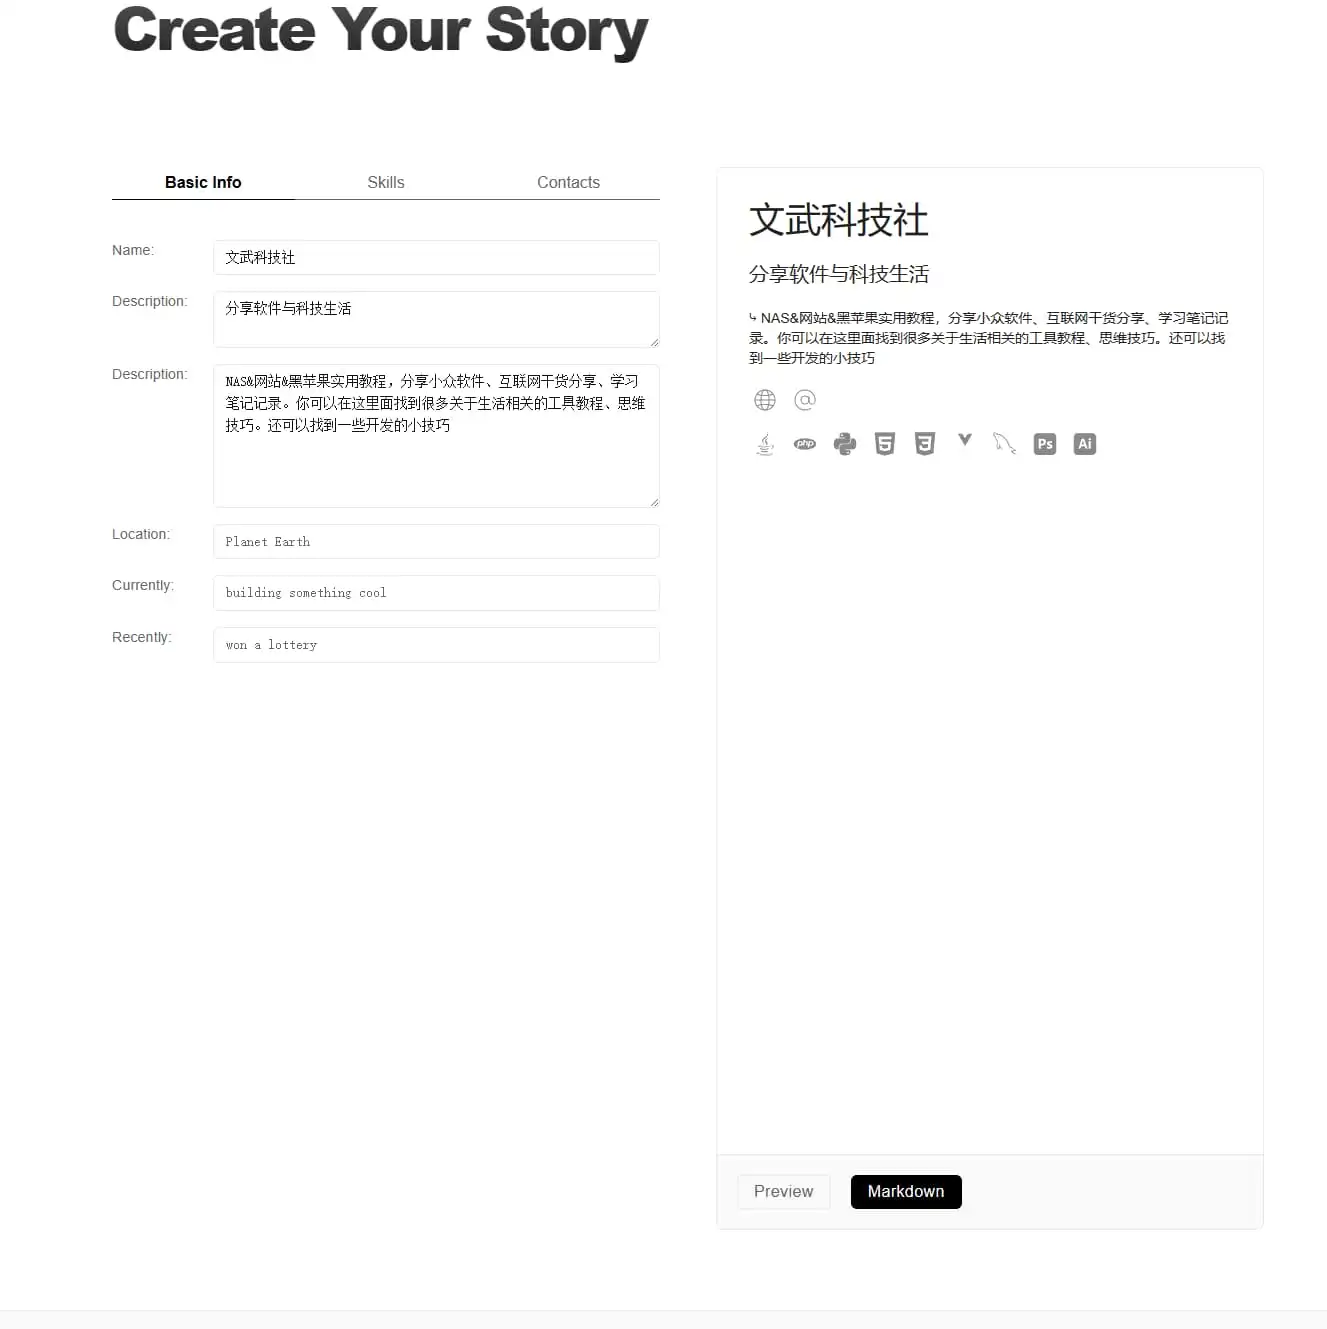 Create Your Story
Basic Info
Skills
Contacts
Name:
文武科技社
Description:
分享软件与科技生活
Description:
NAS&网站&黑苹果实用教程，分享小众软件、互联网干货分享、学习
笔记记录。你可以在这里面找到很多关于生活相关的工具教程、思维
技巧。还可以找到一些开发的小技巧
Location:
Planet Earth
Currently:
building something cool
Recently:
won a lottery
文武科技社
分享软件与科技生活
⤷ NAS&网站&黑苹果实用教程，分享小众软件、互联网干货分享、学习笔记记
录。你可以在这里面找到很多关于生活相关的工具教程、思维技巧。还可以找
到一些开发的小技巧
php
5
3
Ps
Ai
Preview
Markdown